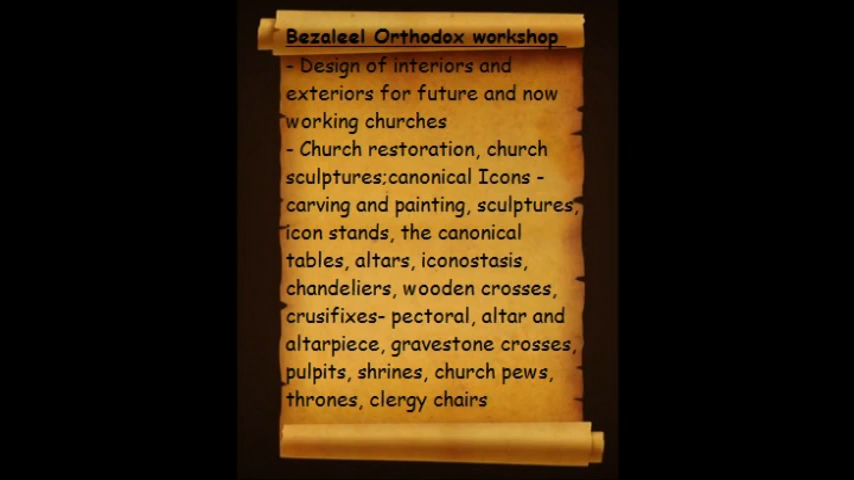 Bezaleel Orthodox workshop
- Design of interiors and
exteriors for future and now
working churches
- Church restoration, church
sculptures;canonical Icons -
carving and painting, sculptures,
icon stands, the canonical
tables, altars, iconostasis,
chandeliers, wooden crosses,
crusifixes- pectoral, altar and
altarpiece, gravestone crosses,
pulpits, shrines, church pews,
thrones, clergy chairs